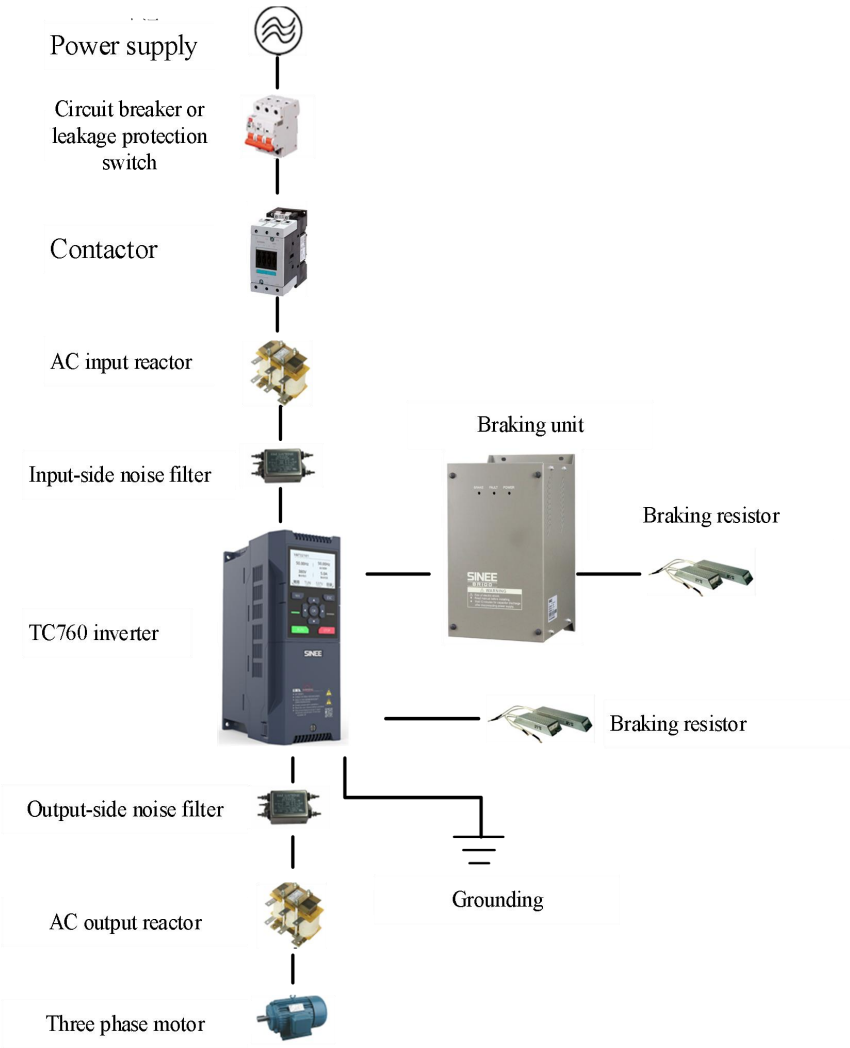 Power supply
Circuit breaker or
leakage protection
switch
Contactor
AC input reactor
Input-side noise filter
Braking unit
SINEE
WARNING
Braking resistor
TC760 inverter
SINEE
Braking resistor
Output-side noise filter
Grounding
AC output reactor
Three phase motor